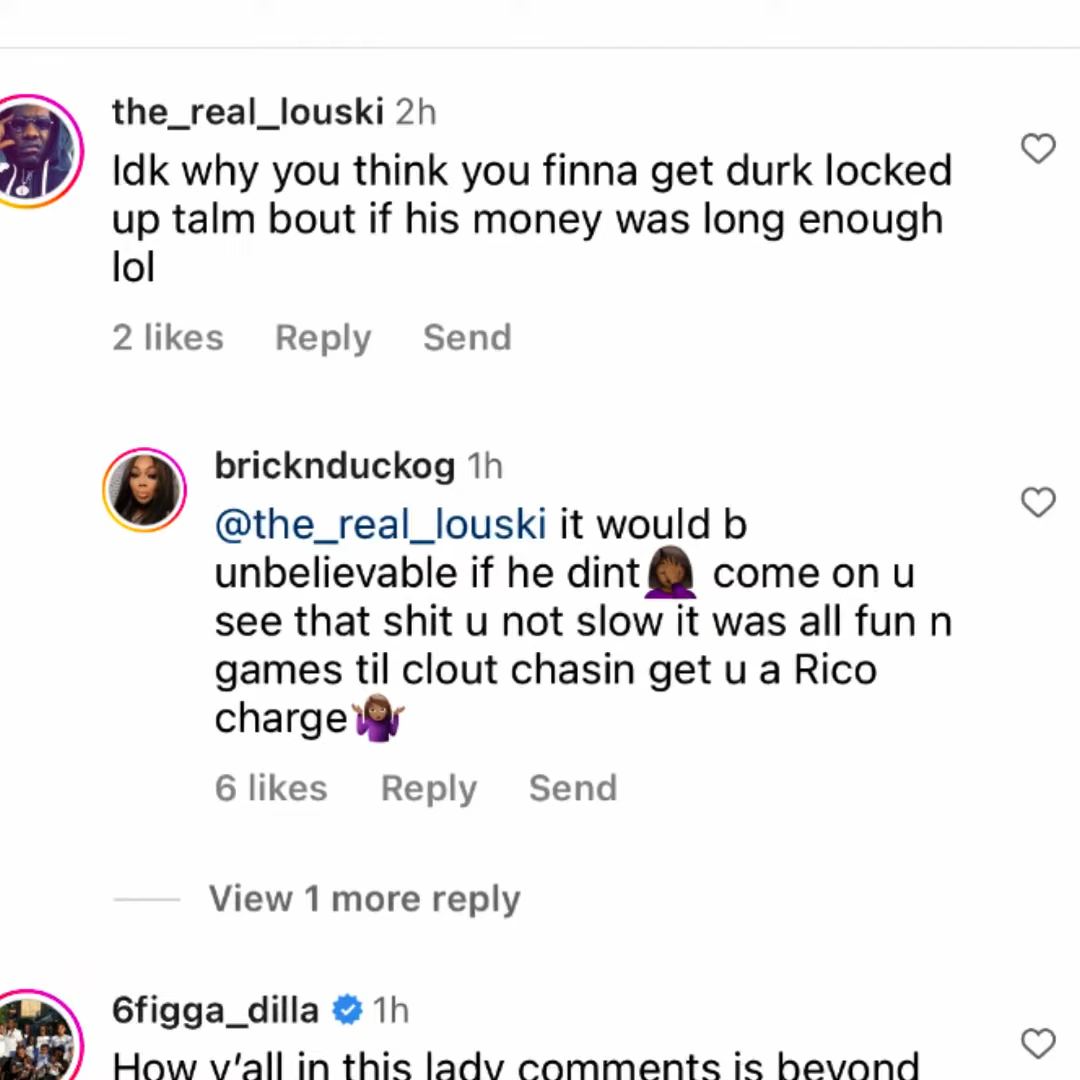 the_real_louski 2h
Idk why you think you finna get durk locked
up talm bout if his money was long enough
lol
2 likes Reply Send
bricknduckog 1h
@the_real_louski it would b
unbelievable if he dint🤦🏾‍♀️ come on u
see that shit u not slow it was all fun n
games til clout chasin get u a Rico
charge🤷🏾‍♀️
6 likes Reply Send
View 1 more reply
6figga_dilla 1h
How y'all in this lady comments is beyond